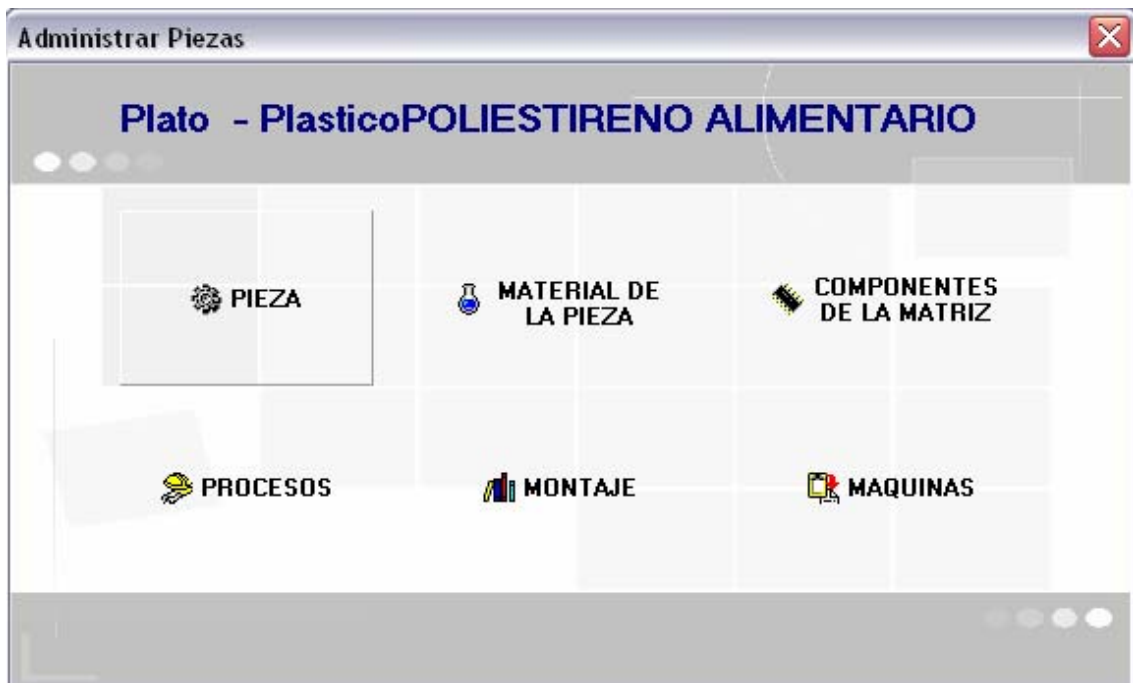 Administrar Piezas
Plato - PlasticoPOLIESTIRENO ALIMENTARIO
PIEZA
MATERIAL DE
LA PIEZA
COMPONENTES
DE LA MATRIZ
PROCESOS
MONTAJE
MAQUINAS